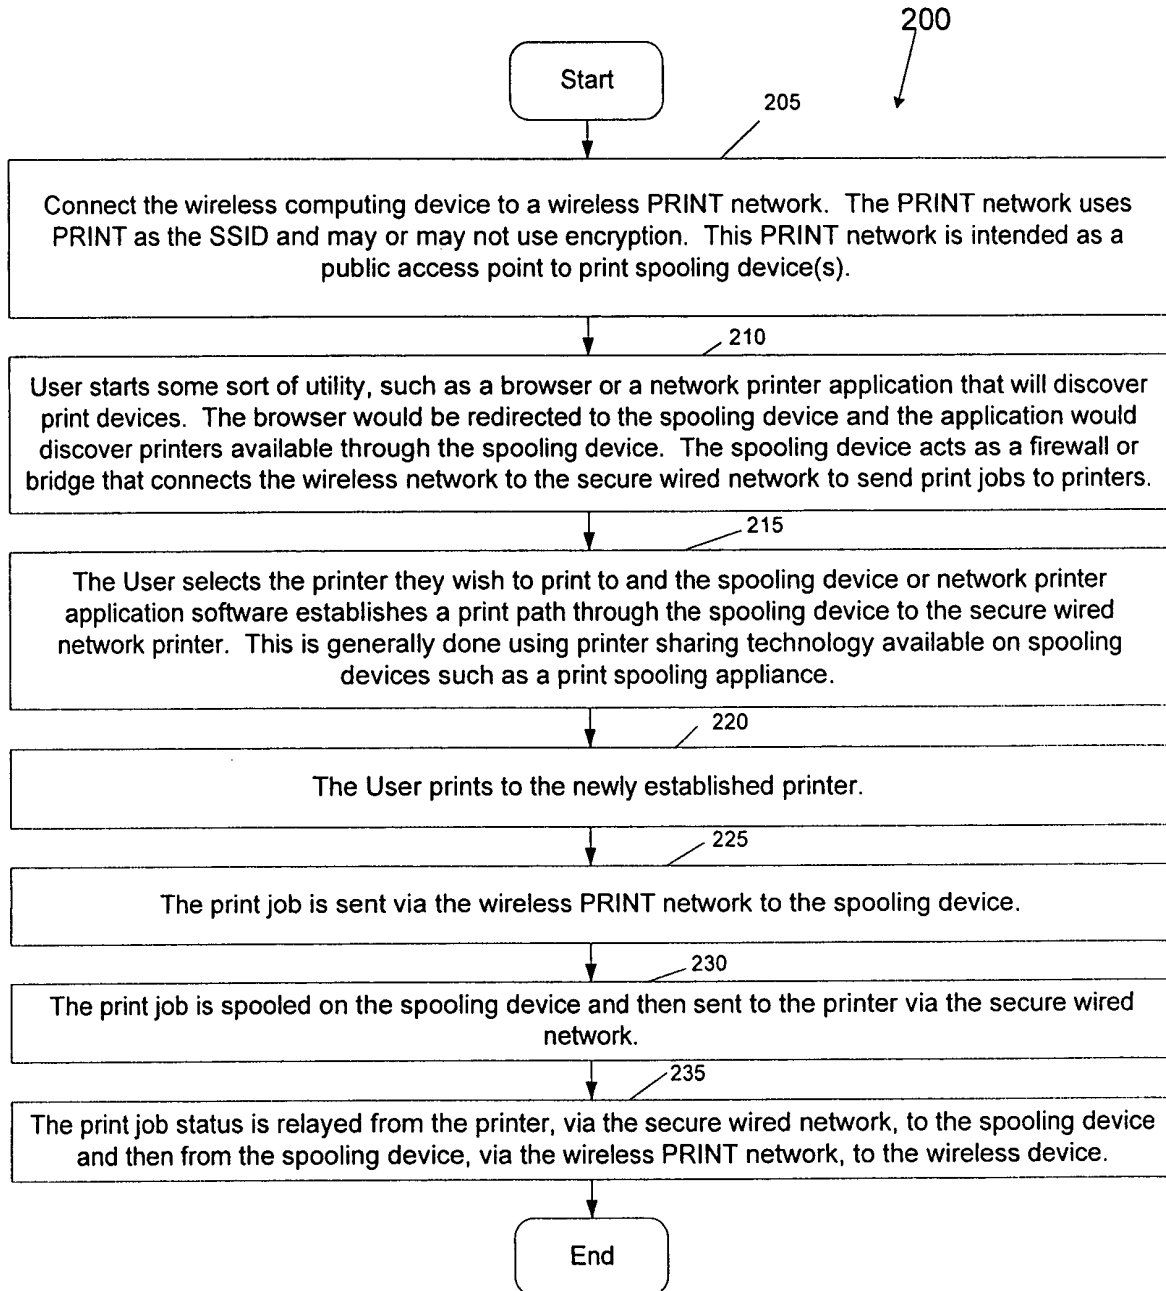 200
Start
205
Connect the wireless computing device to a wireless PRINT network. The PRINT network uses
PRINT as the SSID and may or may not use encryption. This PRINT network is intended as a
public access point to print spooling device(s).
210
User starts some sort of utility, such as a browser or a network printer application that will discover
print devices. The browser would be redirected to the spooling device and the application would
discover printers available through the spooling device. The spooling device acts as a firewall or
bridge that connects the wireless network to the secure wired network to send print jobs to printers.
215
The User selects the printer they wish to print to and the spooling device or network printer
application software establishes a print path through the spooling device to the secure wired
network printer. This is generally done using printer sharing technology available on spooling
devices such as a print spooling appliance.
220
The User prints to the newly established printer.
225
The print job is sent via the wireless PRINT network to the spooling device.
230
The print job is spooled on the spooling device and then sent to the printer via the secure wired
network.
235
The print job status is relayed from the printer, via the secure wired network, to the spooling device
and then from the spooling device, via the wireless PRINT network, to the wireless device.
End